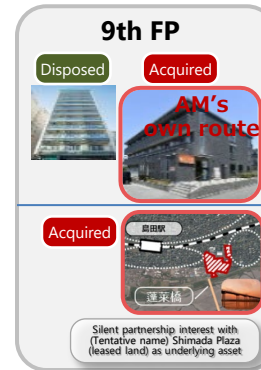 9th FP
Disposed
Acquired
AM's
own route
Acquired
島田駅
蓬来橋
Silent partnership interest with
(Tentative name) Shimada Plaza
(leased land) as underlying asset